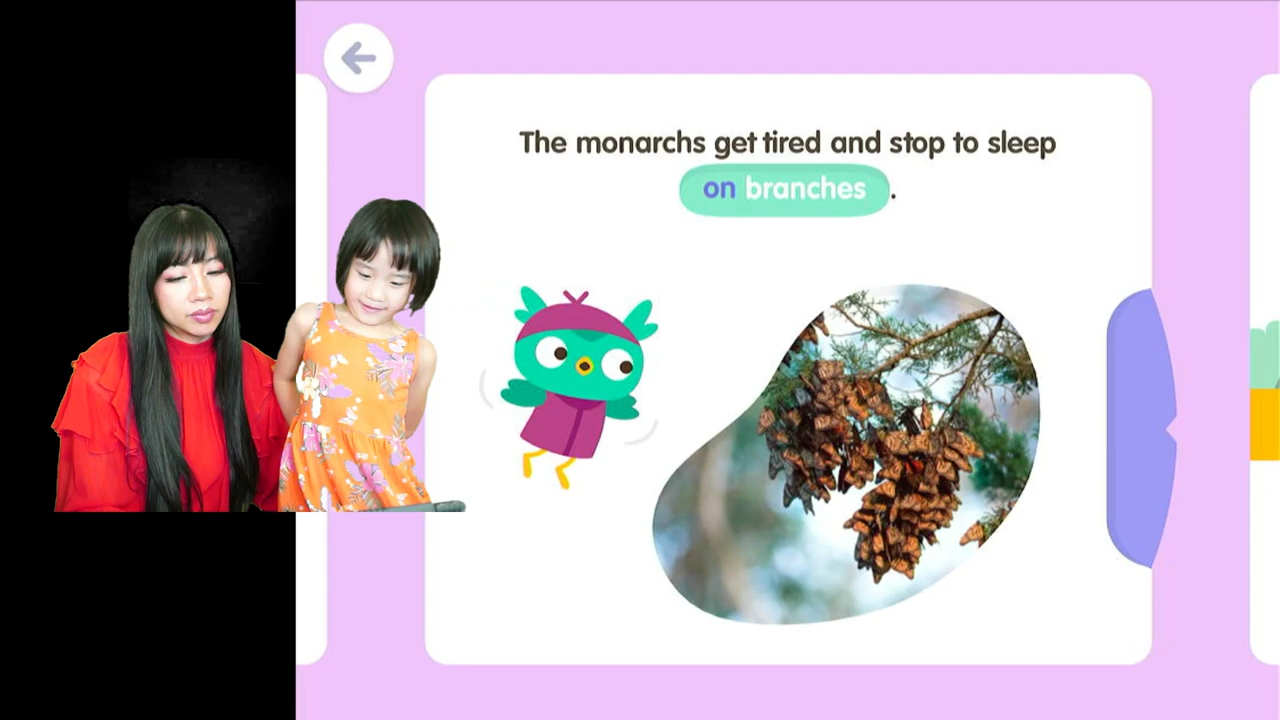 The monarchs get tired and stop to sleep
on branches.